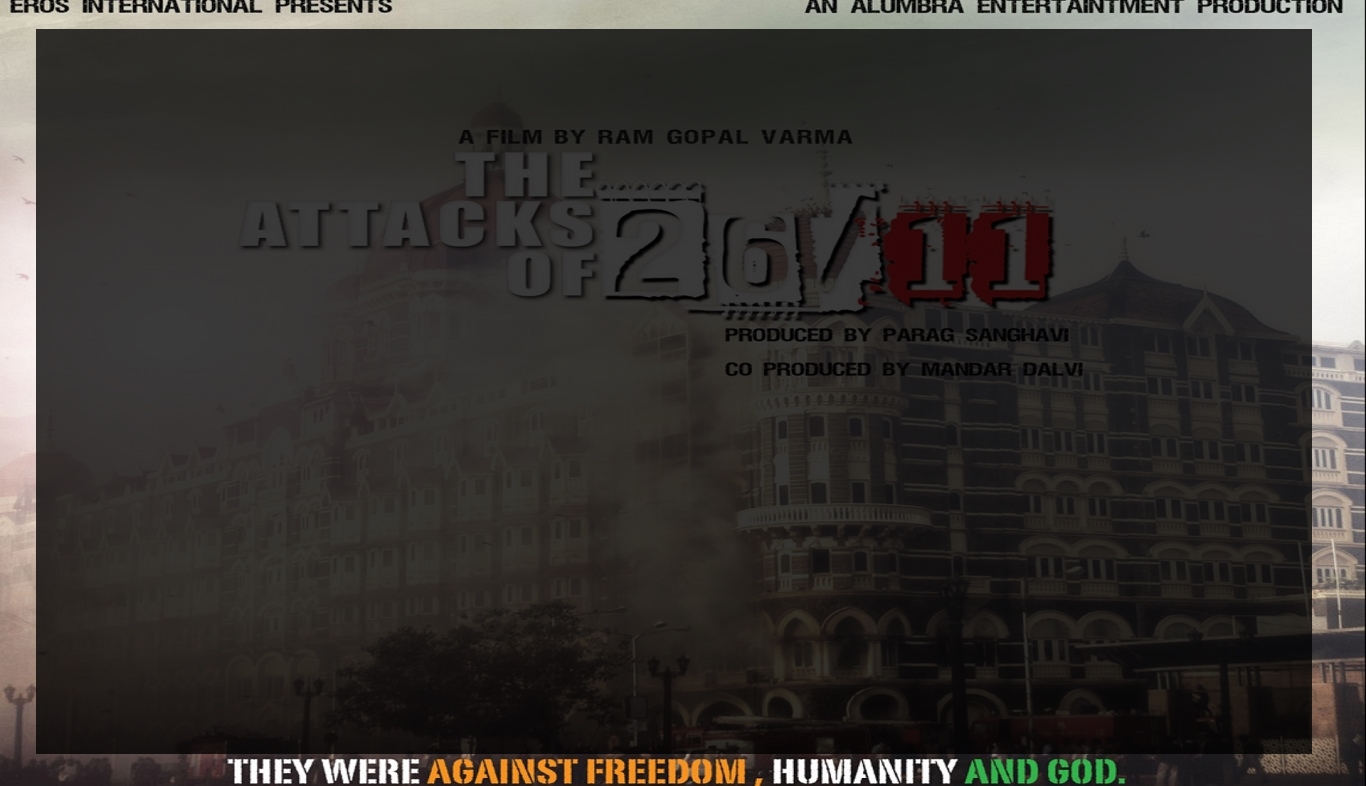 EROS INTERNATIONAL PRESENTS
AN ALUMBRA ENTERTAINTMENT PRODUCTION
A FILM BY RAM GOPAL VARMA
THE
ATTACKS
OF 26/11
PRODUCED BY PARAG SANGHAVI
CO PRODUCED BY MANDAR DALVI
THEY WERE AGAINST FREEDOM , HUMANITY AND GOD.